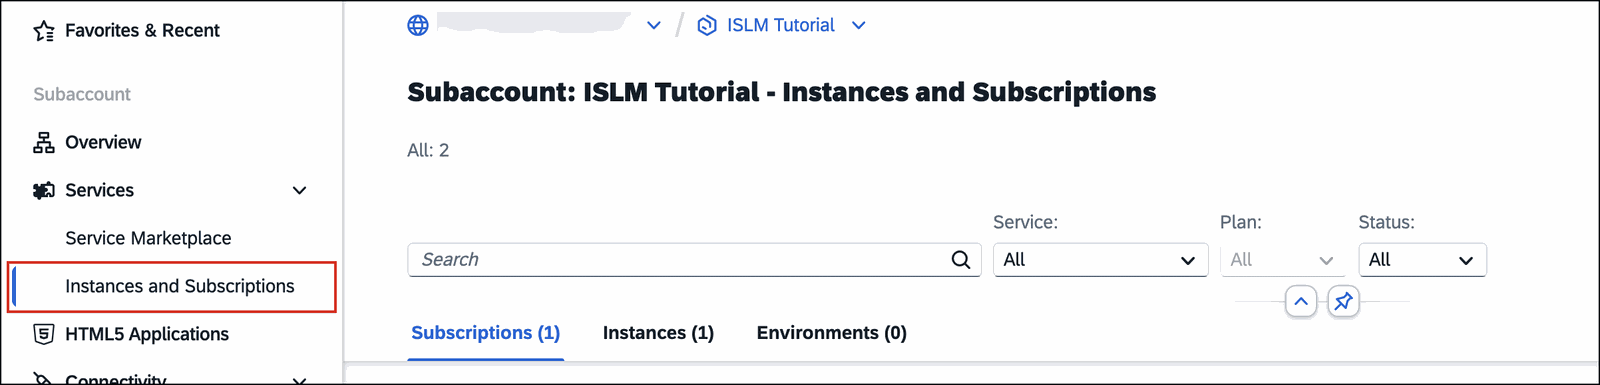 Favorites & Recent
Subaccount
Overview
Services
Service Marketplace
Instances and Subscriptions
HTML5 Applications
Connectivity
/ ISLM Tutorial
Subaccount: ISLM Tutorial - Instances and Subscriptions
All: 2
Service: Plan: Status:
Search All All All
Subscriptions (1) Instances (1) Environments (0)